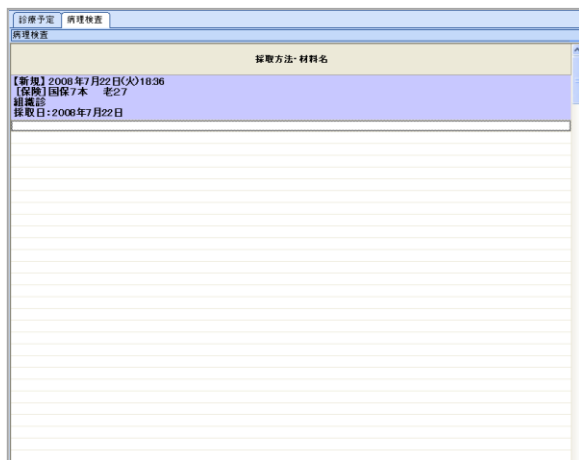 診療予定 病理検査
病理検査
採取方法・材料名
【新規】2008年7月22日(火)18:36
【保険】国保7本 老27
組織診
採取日:2008年7月22日